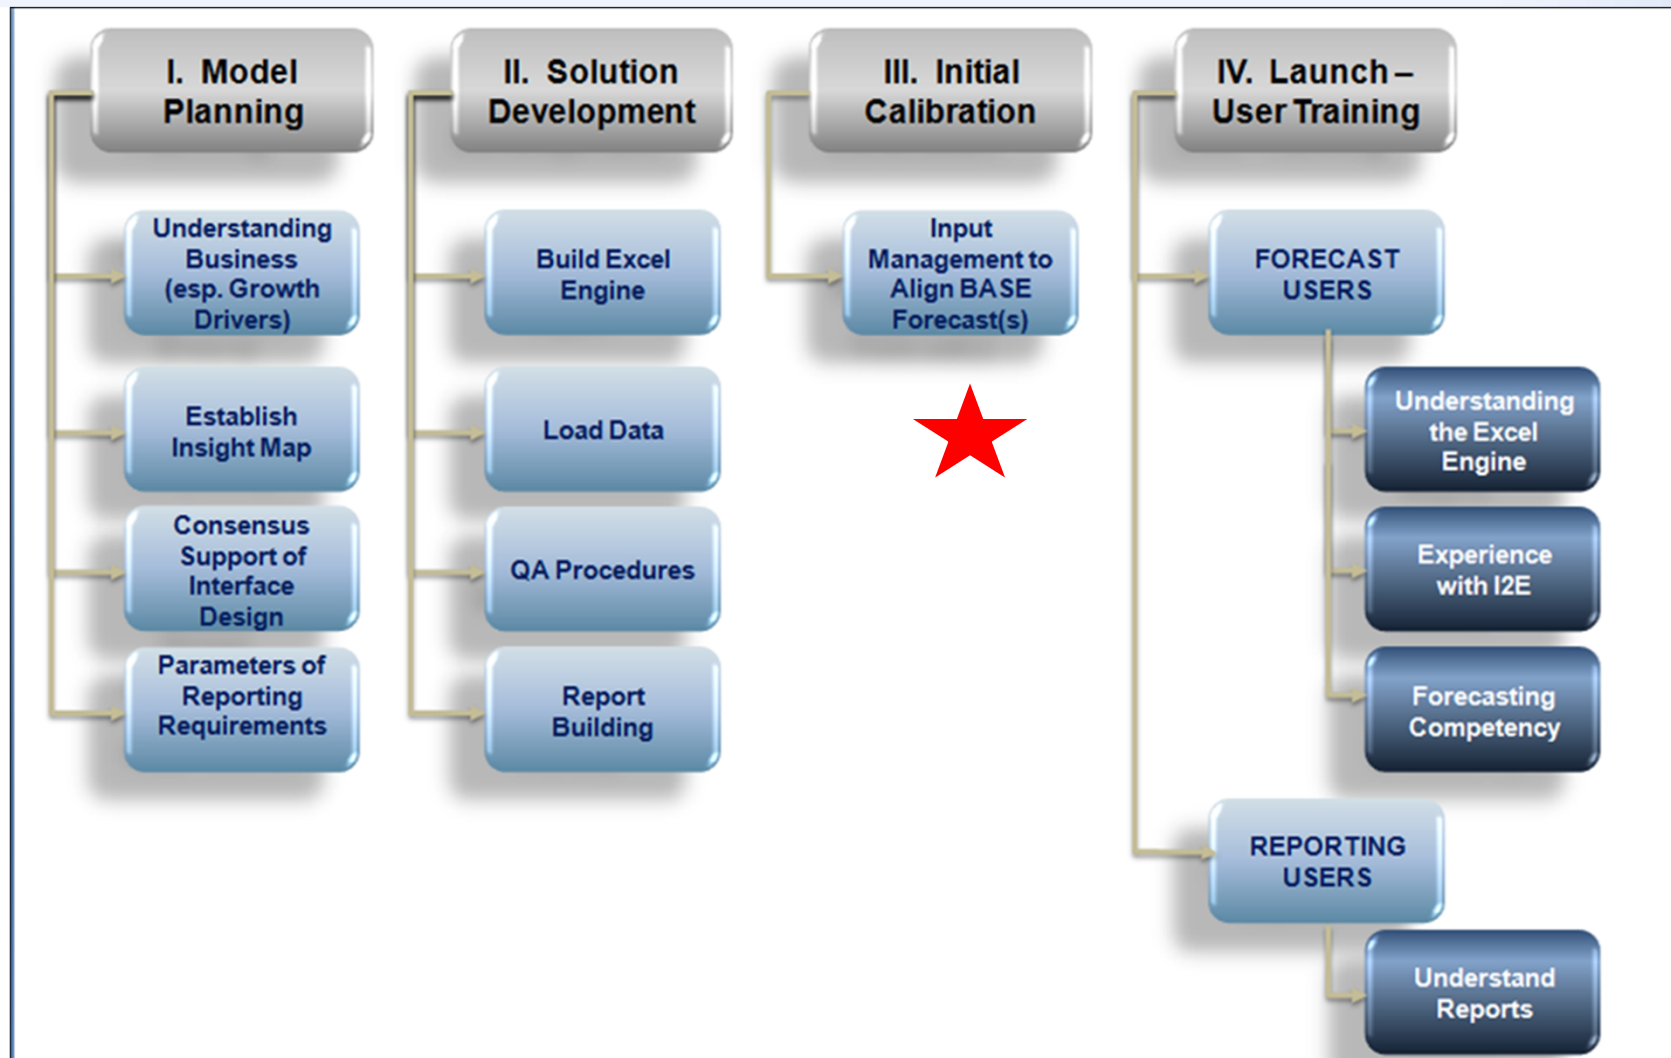 I. Model
Planning
Understanding
Business
(esp. Growth
Drivers)
Establish
Insight Map
Consensus
Support of
Interface
Design
Parameters of
Reporting
Requirements
II. Solution
Development
Build Excel
Engine
Load Data
QA Procedures
Report
Building
III. Initial
Calibration
Input
Management to
Align BASE
Forecast(s)
IV. Launch –
User Training
FORECAST
USERS
Understanding
the Excel
Engine
Experience
with I2E
Forecasting
Competency
REPORTING
USERS
Understand
Reports